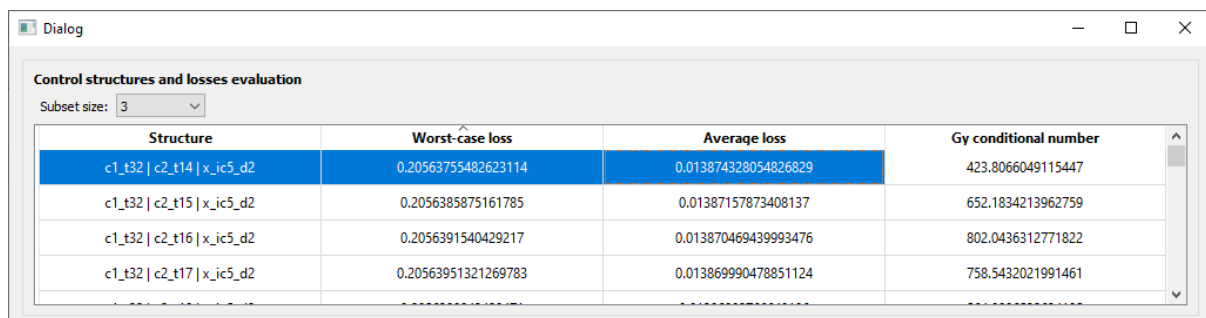 Dialog
Control structures and losses evaluation
Subset size: 3
Structure Worst-case loss Average loss Gy conditional number
c1_t32 | c2_t14 | x_ic5_d2 0.20563755482623114 0.013874328054826829 423.8066049115447
c1_t32 | c2_t15 | x_ic5_d2 0.2056385875161785 0.01387157873408137 652.1834213962759
c1_t32 | c2_t16 | x_ic5_d2 0.2056391540429217 0.013870469439993476 802.0436312771822
c1_t32 | c2_t17 | x_ic5_d2 0.20563951321269783 0.013869990478851124 758.5432021991461